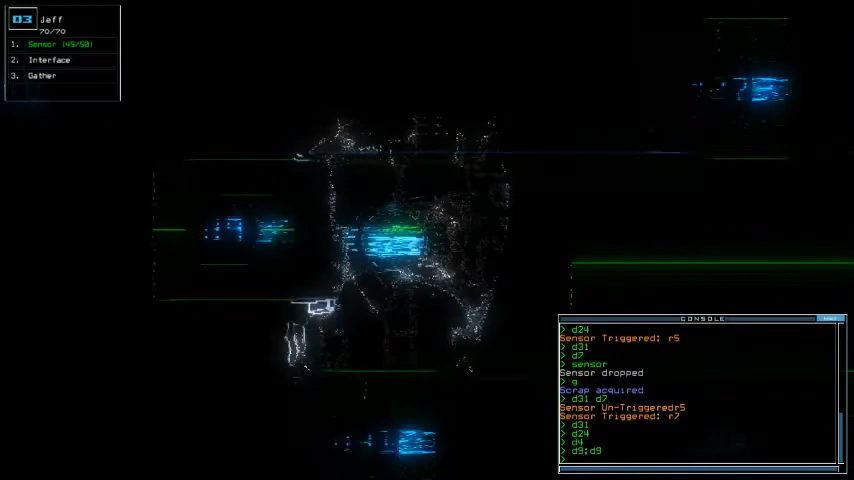 03 Jeff
70/70
1. Sensor (45/50)
2. Interface
3. Gather
CONSOLE
> d24
Sensor Triggered: r5
> d31
> d7
> sensor
Sensor dropped
> g
Scrap acquired
> d31 d7
Sensor Un-Triggeredr5
Sensor Triggered: r7
> d31
> d24
> d4
> d9;d9
>